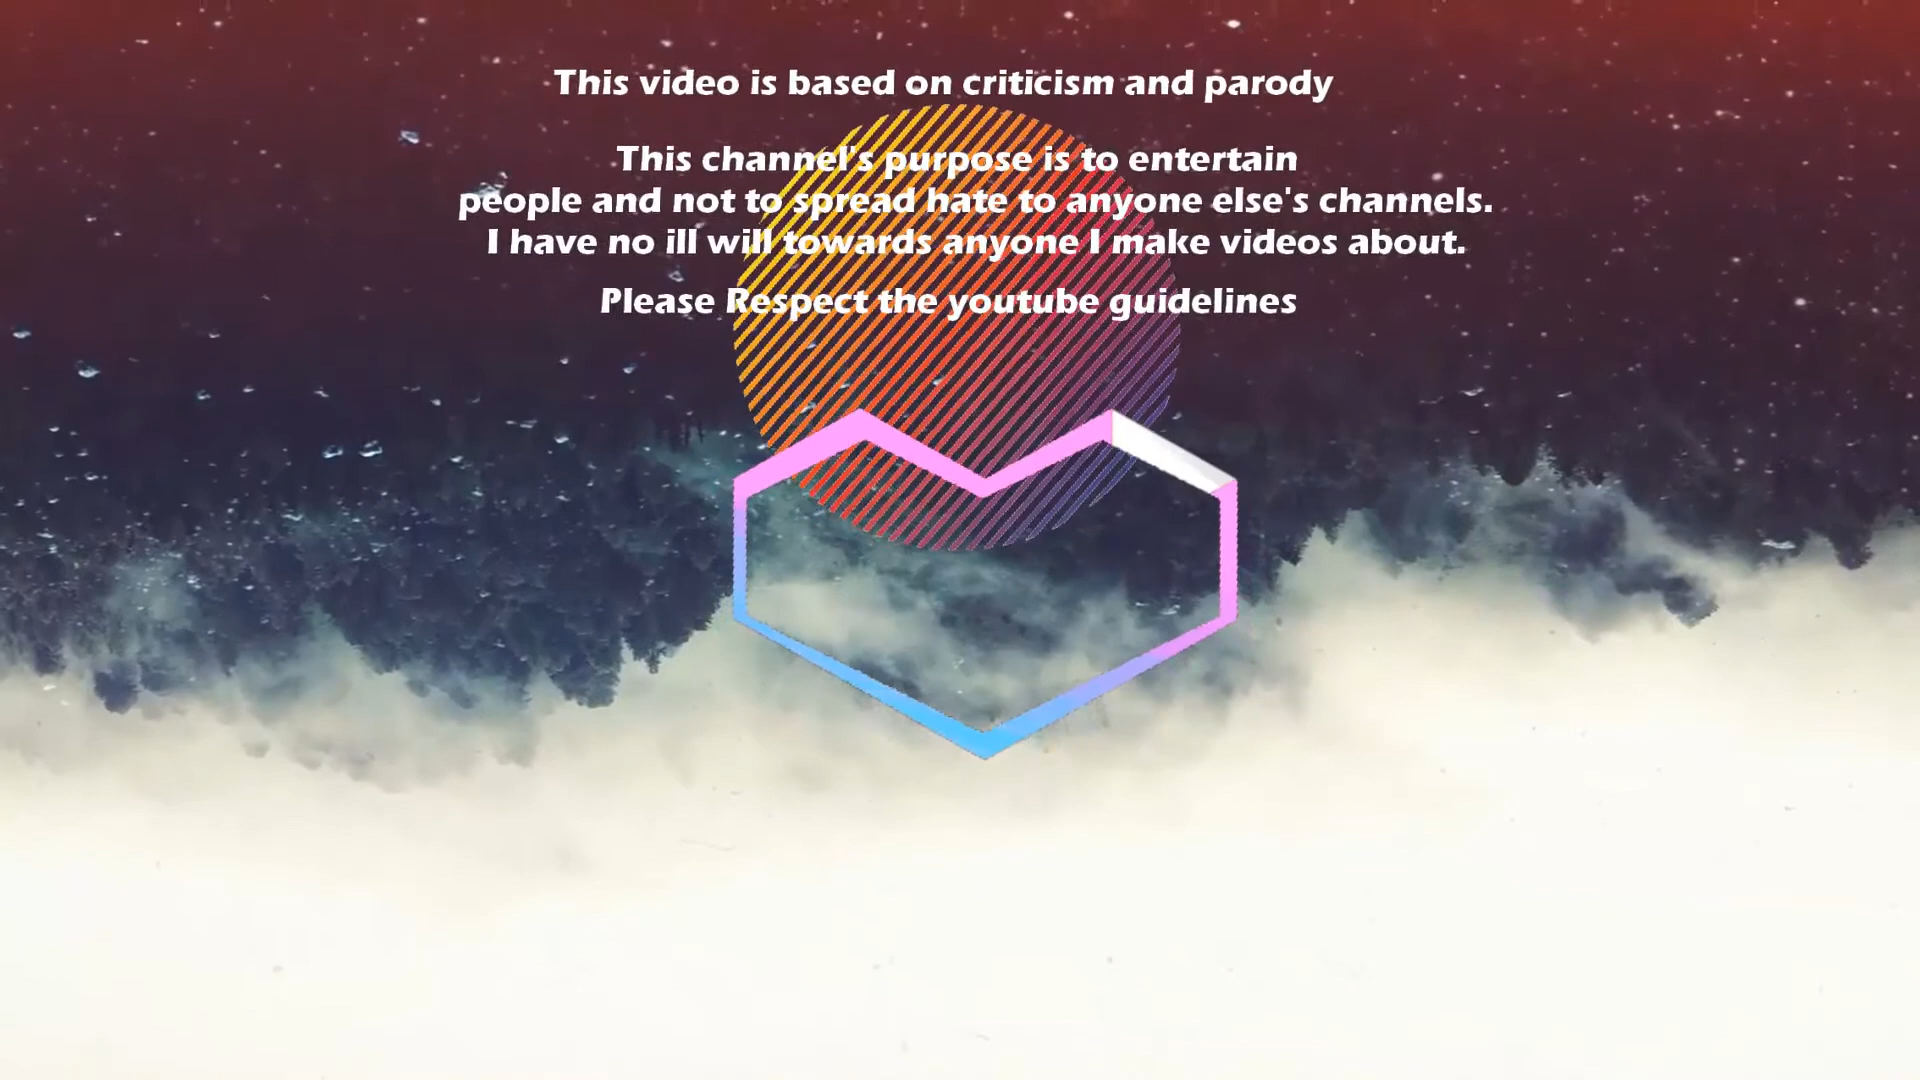 This video is based on criticism and parody
This channel's purpose is to entertain
people and not to spread hate to anyone else's channels.
I have no ill will towards anyone I make videos about.
Please Respect the youtube guidelines